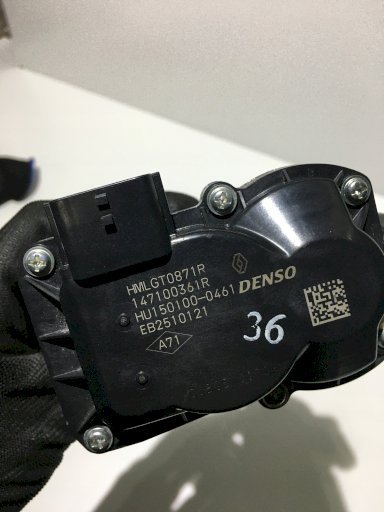 HMLGT0871R
147100361R
HU150100-0461
EB2510121
A71
DENSO
36